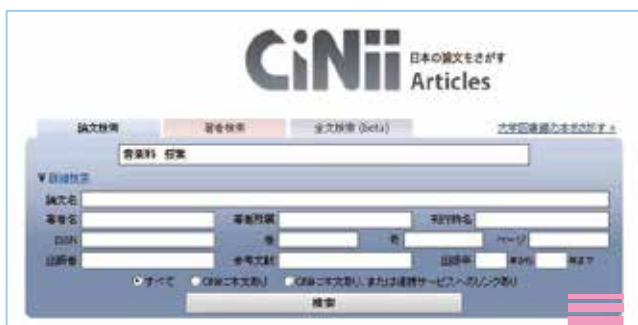 CiNii 日本の論文をさがす
Articles
論文検索 著者検索 全文検索 (beta) 大学図書館の本をさがす
音楽科 授業
▼詳細検索
論文名
著者名 著者所属 刊行物名
ISSN 巻 号 ページ
出版者 参考文献 出版年 年から 年まで
すべて CiNiiに本文あり CiNiiに本文あり、または連携サービスへのリンクあり
検索